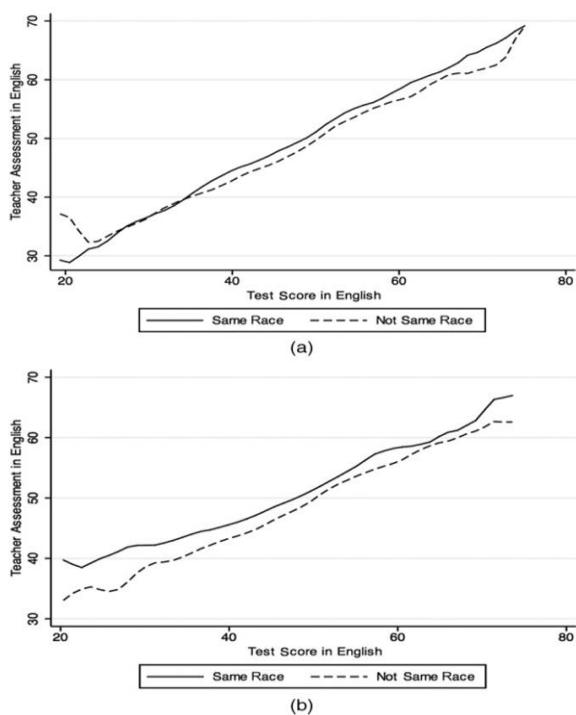 70
60
50
40
30
Teacher Assessment in English
20 40 60 80
Test Score in English
Same Race Not Same Race
(a)
70
60
50
40
30
Teacher Assessment in English
20 40 60 80
Test Score in English
Same Race Not Same Race
(b)